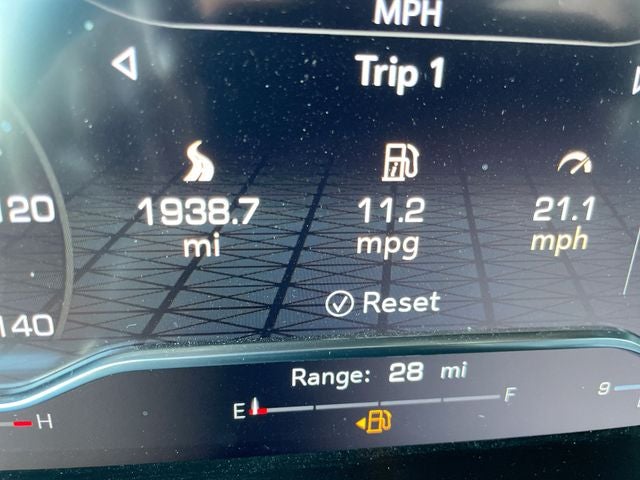 MPH
Trip 1
120 1938.7 11.2 21.1
mi mpg mph
Reset
140
Range: 28 mi
E F 9
H